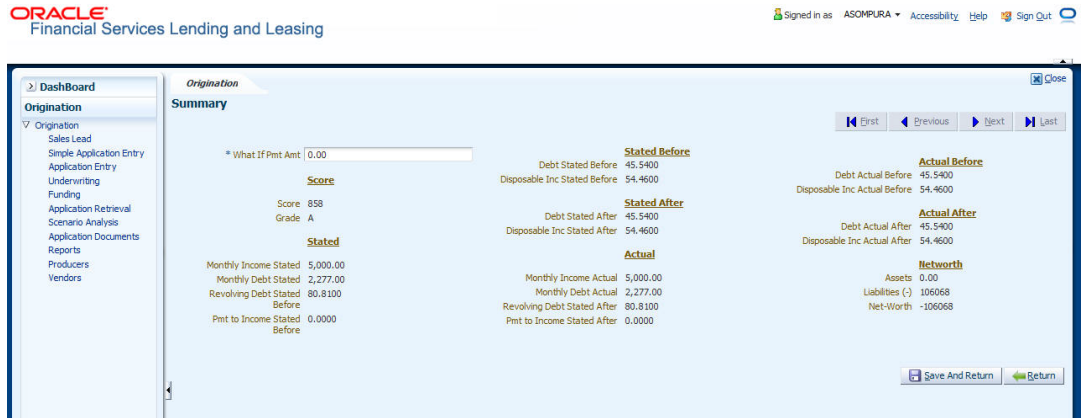 ORACLE
Financial Services Lending and Leasing
Signed in as ASOMPURA Accessibility Help Sign Out
DashBoard
Origination
Origination
Sales Lead
Simple Application Entry
Application Entry
Underwriting
Funding
Application Retrieval
Scenario Analysis
Application Documents
Reports
Producers
Vendors
Origination
Close
Summary
First Previous Next Last
* What If Pmt Amt 0.00
Score
Score 858
Grade A
Stated
Monthly Income Stated 5,000.00
Monthly Debt Stated 2,277.00
Revolving Debt Stated Before 80.8100
Pmt to Income Stated Before 0.0000
Stated Before
Debt Stated Before 45.5400
Disposable Inc Stated Before 54.4600
Stated After
Debt Stated After 45.5400
Disposable Inc Stated After 54.4600
Actual
Monthly Income Actual 5,000.00
Monthly Debt Actual 2,277.00
Revolving Debt Stated After 80.8100
Pmt to Income Stated After 0.0000
Actual Before
Debt Actual Before 45.5400
Disposable Inc Actual Before 54.4600
Actual After
Debt Actual After 45.5400
Disposable Inc Actual After 54.4600
Networth
Assets 0.00
Liabilities (-) 106068
Net-Worth -106068
Save And Return Return